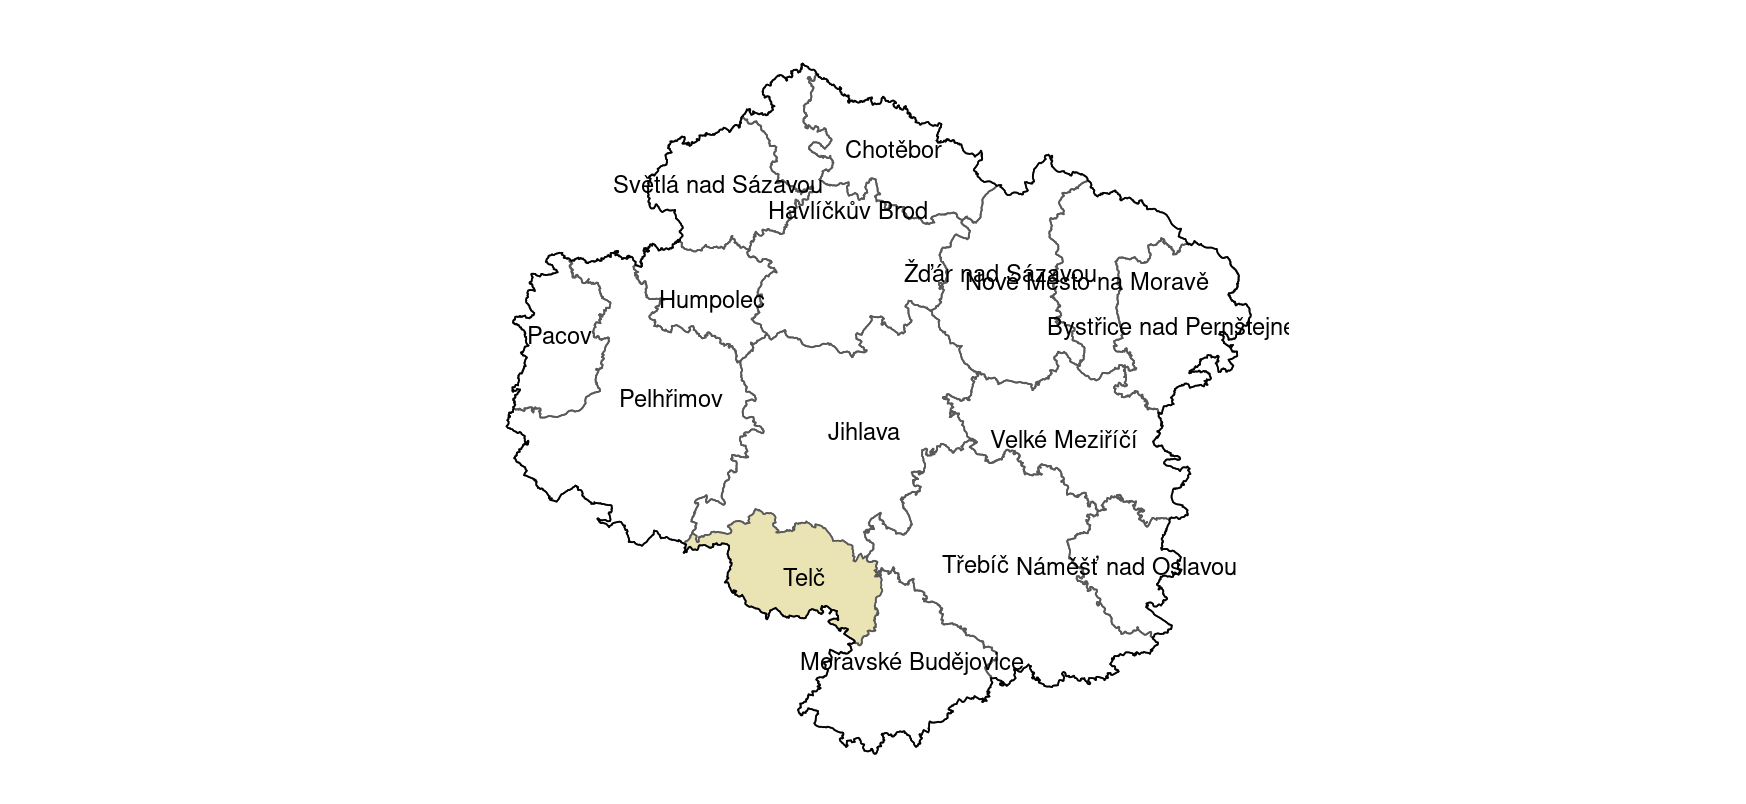 Chotěboř
Světlá nad Sázavou
Havlíčkův Brod
Žďár nad Sázavou
Nové Město na Moravě
Humpolec
Bystřice nad Pernštejne
Pacov
Pelhřimov
Jihlava
Velké Meziříčí
Třebíč
Náměšť nad Oslavou
Telč
Moravské Budějovice